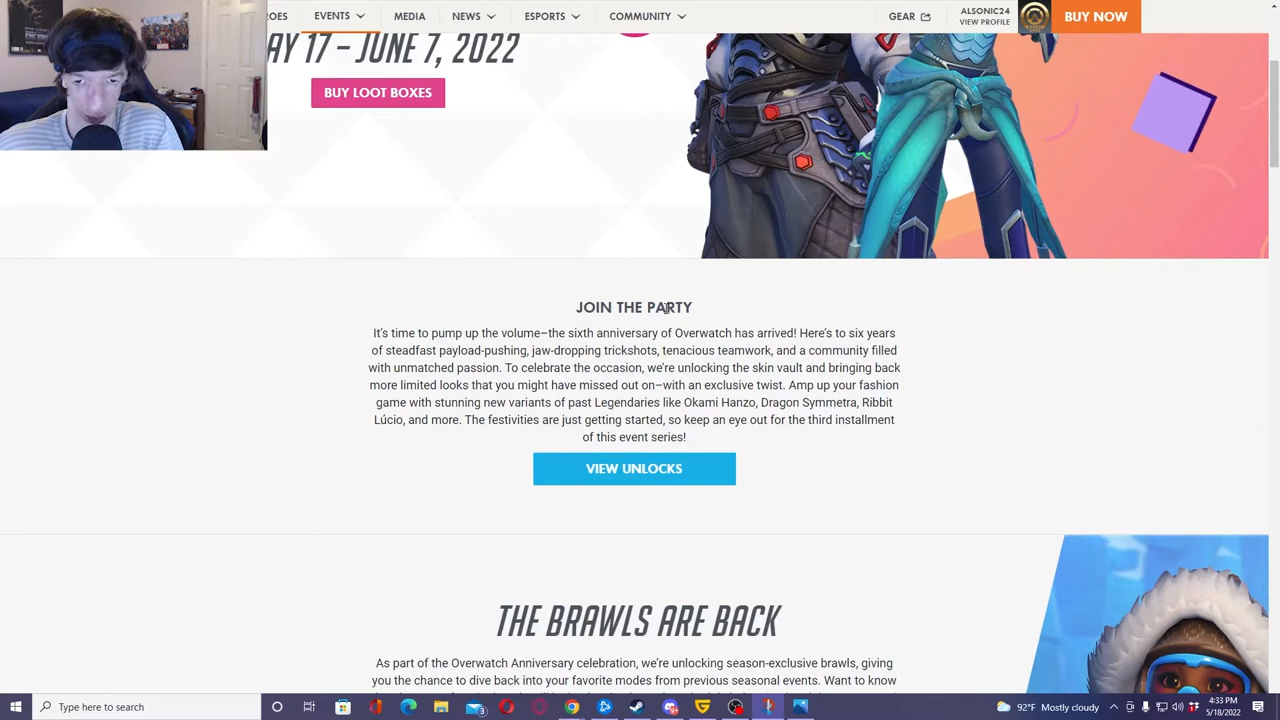 ROES
EVENTS
MEDIA
NEWS
ESPORTS
COMMUNITY
GEAR
ALSONIC24
VIEW PROFILE
BUY NOW
AY 17 – JUNE 7, 2022
BUY LOOT BOXES
JOIN THE PARTY
It's time to pump up the volume–the sixth anniversary of Overwatch has arrived! Here's to six years
of steadfast payload-pushing, jaw-dropping trickshots, tenacious teamwork, and a community filled
with unmatched passion. To celebrate the occasion, we're unlocking the skin vault and bringing back
more limited looks that you might have missed out on–with an exclusive twist. Amp up your fashion
game with stunning new variants of past Legendaries like Okami Hanzo, Dragon Symmetra, Ribbit
Lúcio, and more. The festivities are just getting started, so keep an eye out for the third installment
of this event series!
VIEW UNLOCKS
THE BRAWLS ARE BACK
As part of the Overwatch Anniversary celebration, we're unlocking season-exclusive brawls, giving
you the chance to dive back into your favorite modes from previous seasonal events. Want to know
Type here to search
3
92°F Mostly cloudy
4:33 PM
5/18/2022